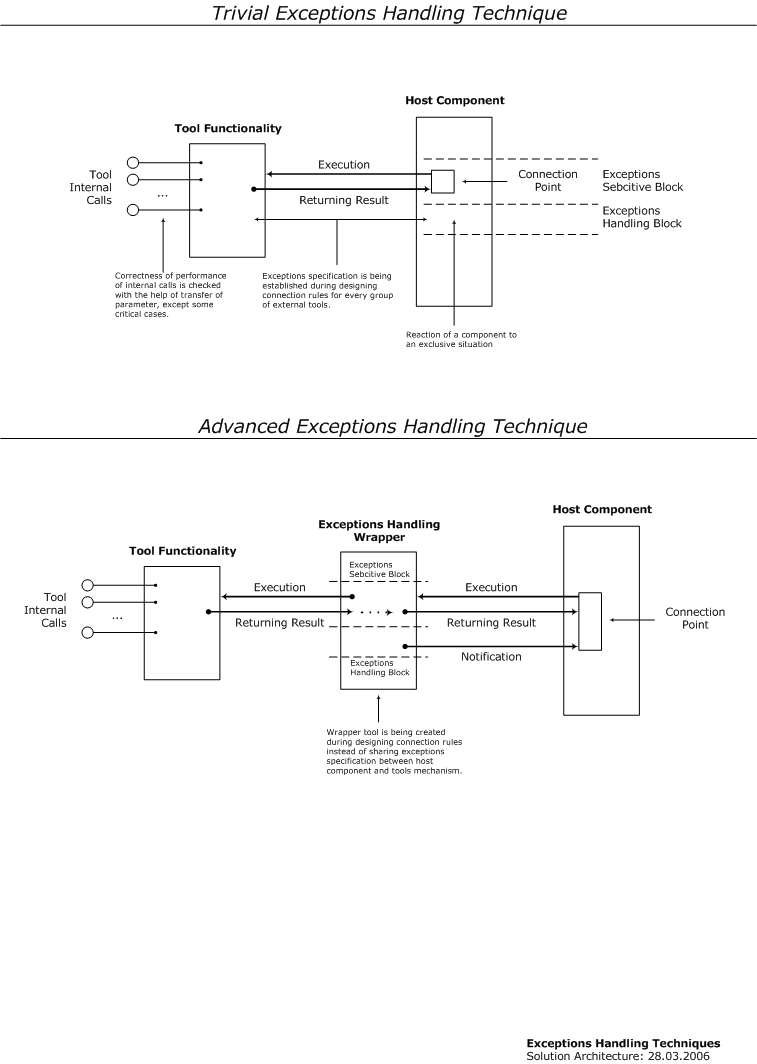 Trivial Exceptions Handling Technique
Host Component
Tool Functionality
Tool
Internal
Calls
...
Execution
Returning Result
Connection
Point
Exceptions
Sebcitive Block
Exceptions
Handling Block
Correctness of performance
of internal calls is checked
with the help of transfer of
parameter, except some
critical cases.
Exceptions specification is being
established during designing
connection rules for every group
of external tools.
Reaction of a component to
an exclusive situation
Advanced Exceptions Handling Technique
Host Component
Exceptions Handling
Wrapper
Tool Functionality
Exceptions
Sebcitive Block
Tool
Internal
Calls
...
Execution
Returning Result
Execution
Returning Result
Notification
Connection
Point
Exceptions
Handling Block
Wrapper tool is being created
during designing connection rules
instead of sharing exceptions
specification between host
component and tools mechanism.
Exceptions Handling Techniques
Solution Architecture: 28.03.2006